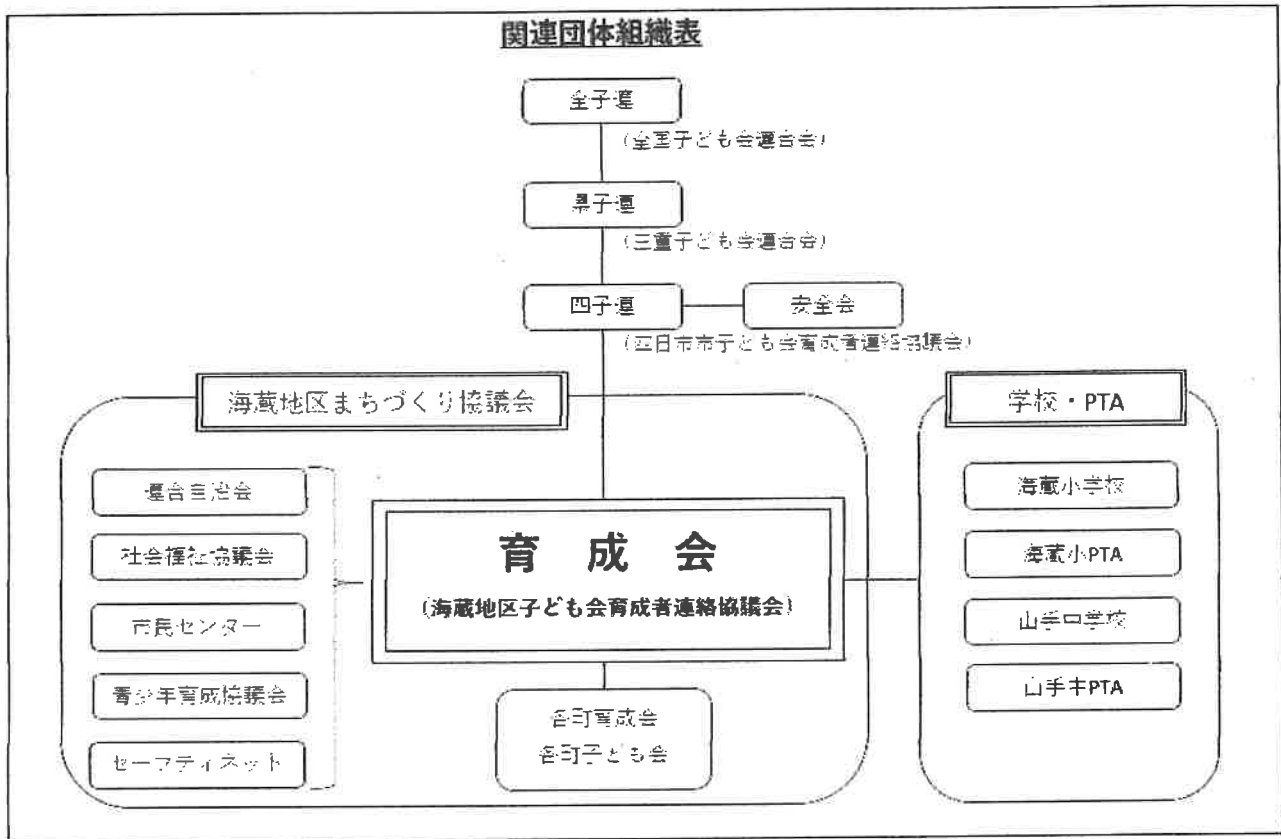 関連団体組織表
全子連
(全国子ども会連合会)
県子連
(三重子ども会連合会)
四子連
安全会
(四日市市子ども会育成者連絡協議会)
海蔵地区まちづくり協議会
連合自治会
社会福祉協議会
市民センター
青少年育成協議会
セーフティネット
育成会
(海蔵地区子ども会育成者連絡協議会)
各町育成会
各町子ども会
学校・PTA
海蔵小学校
海蔵小PTA
山手中学校
山手中PTA